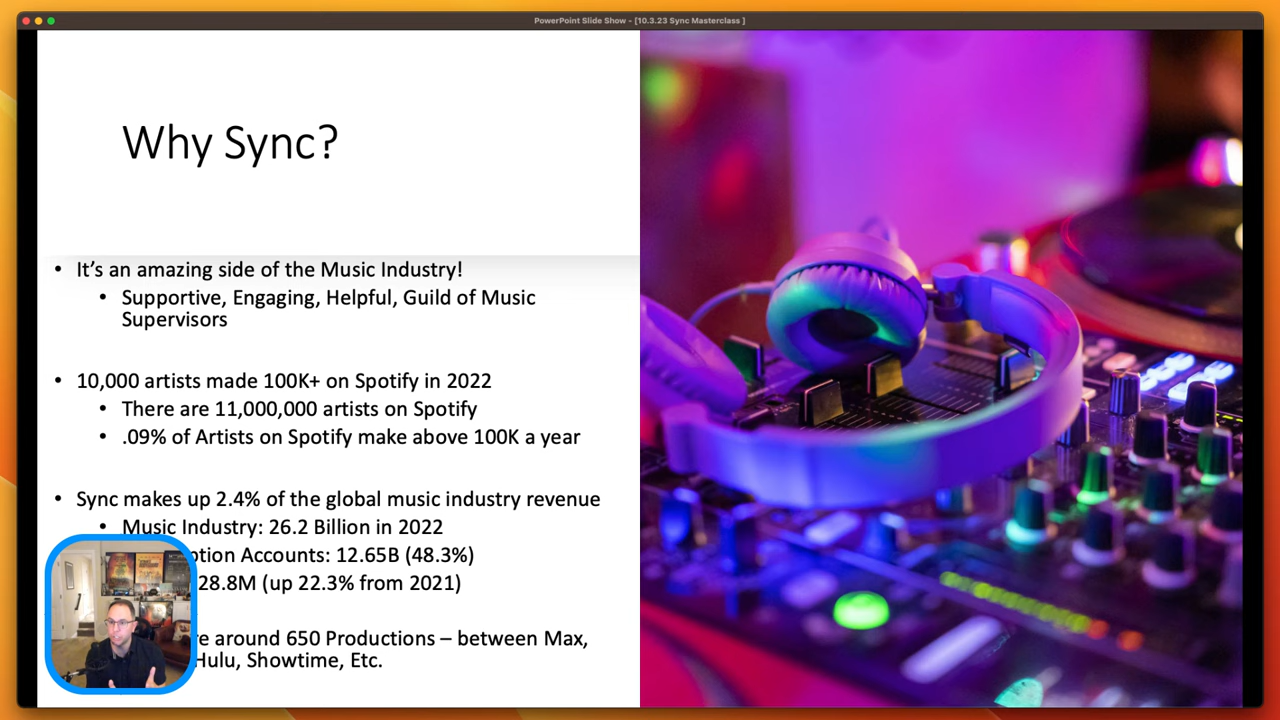 PowerPoint Slide Show - [10.3.23 Sync Masterclass ]
Why Sync?
• It’s an amazing side of the Music Industry!
• Supportive, Engaging, Helpful, Guild of Music
Supervisors
• 10,000 artists made 100K+ on Spotify in 2022
• There are 11,000,000 artists on Spotify
• .09% of Artists on Spotify make above 100K a year
• Sync makes up 2.4% of the global music industry revenue
• Music Industry: 26.2 Billion in 2022
Accounts: 12.65B (48.3%)
28.8M (up 22.3% from 2021)
around 650 Productions – between Max,
Hulu, Showtime, Etc.